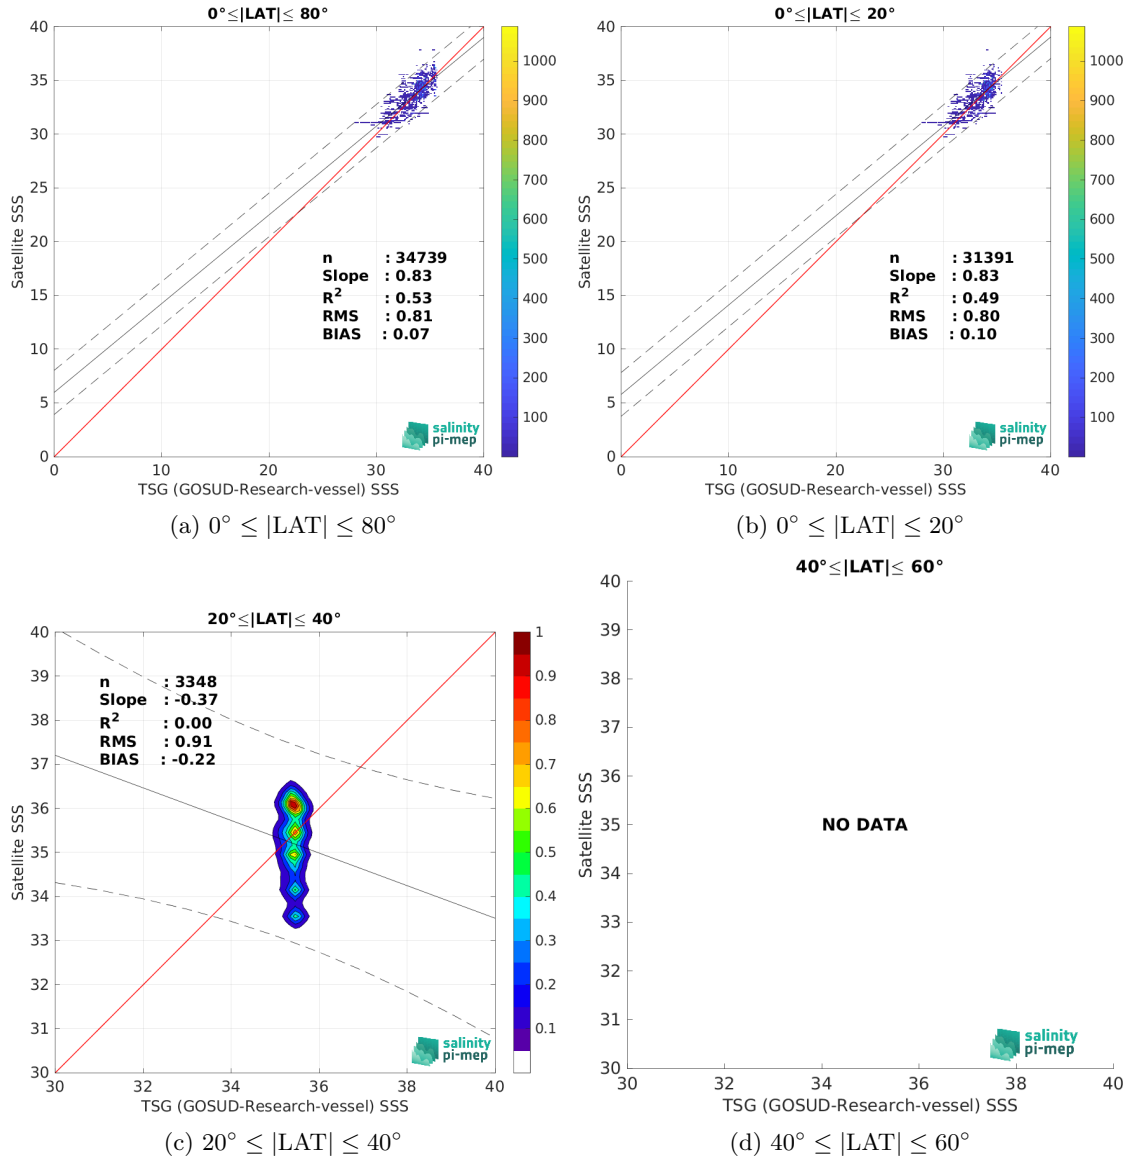 0°≤|LAT|≤ 80°
40
35
30
25
20
15
10
5
0
Satellite SSS
n : 34739
Slope : 0.83
R² : 0.53
RMS : 0.81
BIAS : 0.07
salinity
pi-mep
0 10 20 30 40
TSG (GOSUD-Research-vessel) SSS
1000
900
800
700
600
500
400
300
200
100
(a) 0° ≤ |LAT| ≤ 80°
0°≤|LAT|≤ 20°
40
35
30
25
20
15
10
5
0
Satellite SSS
n : 31391
Slope : 0.83
R² : 0.49
RMS : 0.80
BIAS : 0.10
salinity
pi-mep
0 10 20 30 40
TSG (GOSUD-Research-vessel) SSS
1000
900
800
700
600
500
400
300
200
100
(b) 0° ≤ |LAT| ≤ 20°
20°≤|LAT|≤ 40°
40
39
38
37
36
35
34
33
32
31
30
Satellite SSS
n : 3348
Slope : -0.37
R² : 0.00
RMS : 0.91
BIAS : -0.22
salinity
pi-mep
30 32 34 36 38 40
TSG (GOSUD-Research-vessel) SSS
1
0.9
0.8
0.7
0.6
0.5
0.4
0.3
0.2
0.1
(c) 20° ≤ |LAT| ≤ 40°
40°≤|LAT|≤ 60°
40
39
38
37
36
35
34
33
32
31
30
Satellite SSS
NO DATA
salinity
pi-mep
30 32 34 36 38 40
TSG (GOSUD-Research-vessel) SSS
(d) 40° ≤ |LAT| ≤ 60°